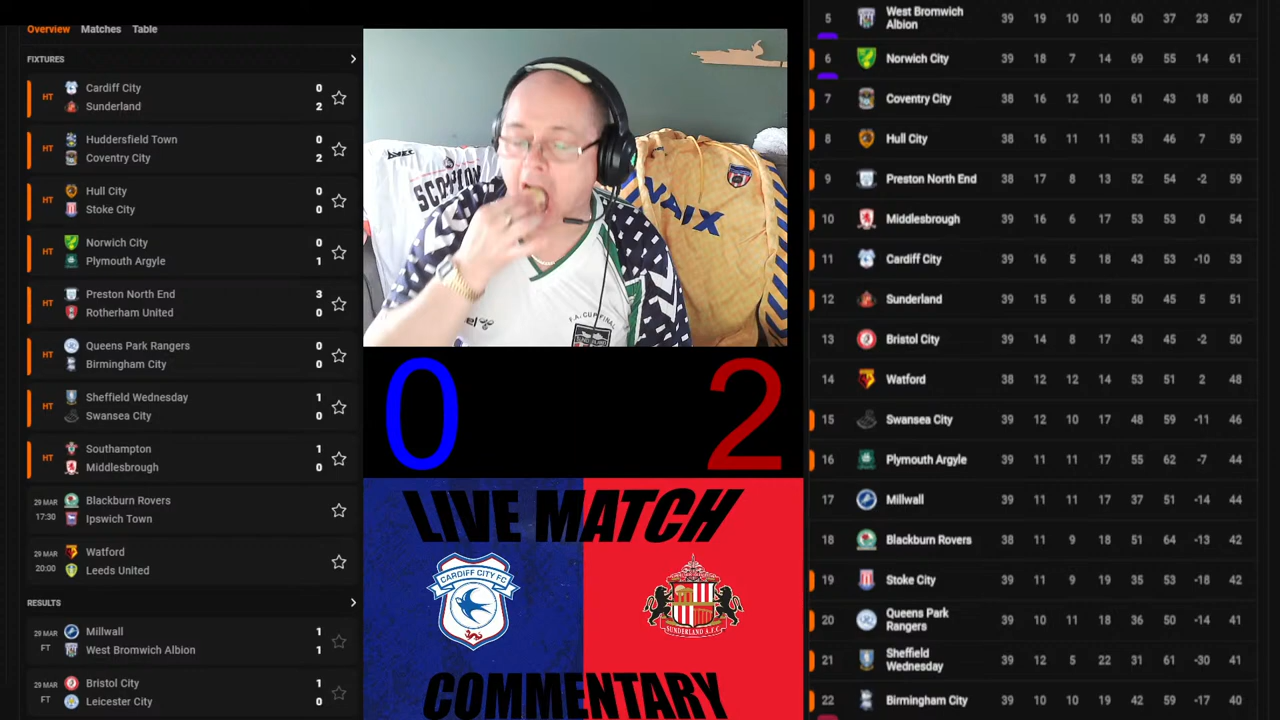 Overview Matches Table
FIXTURES
HT Cardiff City 0
Sunderland 2
HT Huddersfield Town 0
Coventry City 2
HT Hull City 0
Stoke City 0
HT Norwich City 0
Plymouth Argyle 1
HT Preston North End 3
Rotherham United 0
HT Queens Park Rangers 0
Birmingham City 0
HT Sheffield Wednesday 1
Swansea City 0
HT Southampton 1
Middlesbrough 0
29 MAR Blackburn Rovers
17:30 Ipswich Town
29 MAR Watford
20:00 Leeds United
RESULTS
29 MAR Millwall 1
FT West Bromwich Albion 1
29 MAR Bristol City 1
FT Leicester City 0
NAIX
F.A. CUP FINAL
0 2
LIVE MATCH
CARDIFF CITY FC
SUNDERLAND A.F.C
COMMENTARY
5 West Bromwich Albion 39 19 10 10 60 37 23 67
6 Norwich City 39 18 7 14 69 55 14 61
7 Coventry City 38 16 12 10 61 43 18 60
8 Hull City 38 16 11 11 53 46 7 59
9 Preston North End 38 17 8 13 52 54 -2 59
10 Middlesbrough 39 16 6 17 53 53 0 54
11 Cardiff City 39 16 5 18 43 53 -10 53
12 Sunderland 39 15 6 18 50 45 5 51
13 Bristol City 39 14 8 17 43 45 -2 50
14 Watford 38 12 12 14 53 51 2 48
15 Swansea City 39 12 10 17 48 59 -11 46
16 Plymouth Argyle 39 11 11 17 55 62 -7 44
17 Millwall 39 11 11 17 37 51 -14 44
18 Blackburn Rovers 38 11 9 18 51 64 -13 42
19 Stoke City 39 11 9 19 35 53 -18 42
20 Queens Park Rangers 39 10 11 18 36 50 -14 41
21 Sheffield Wednesday 39 12 5 22 31 61 -30 41
22 Birmingham City 39 10 10 19 42 59 -17 40